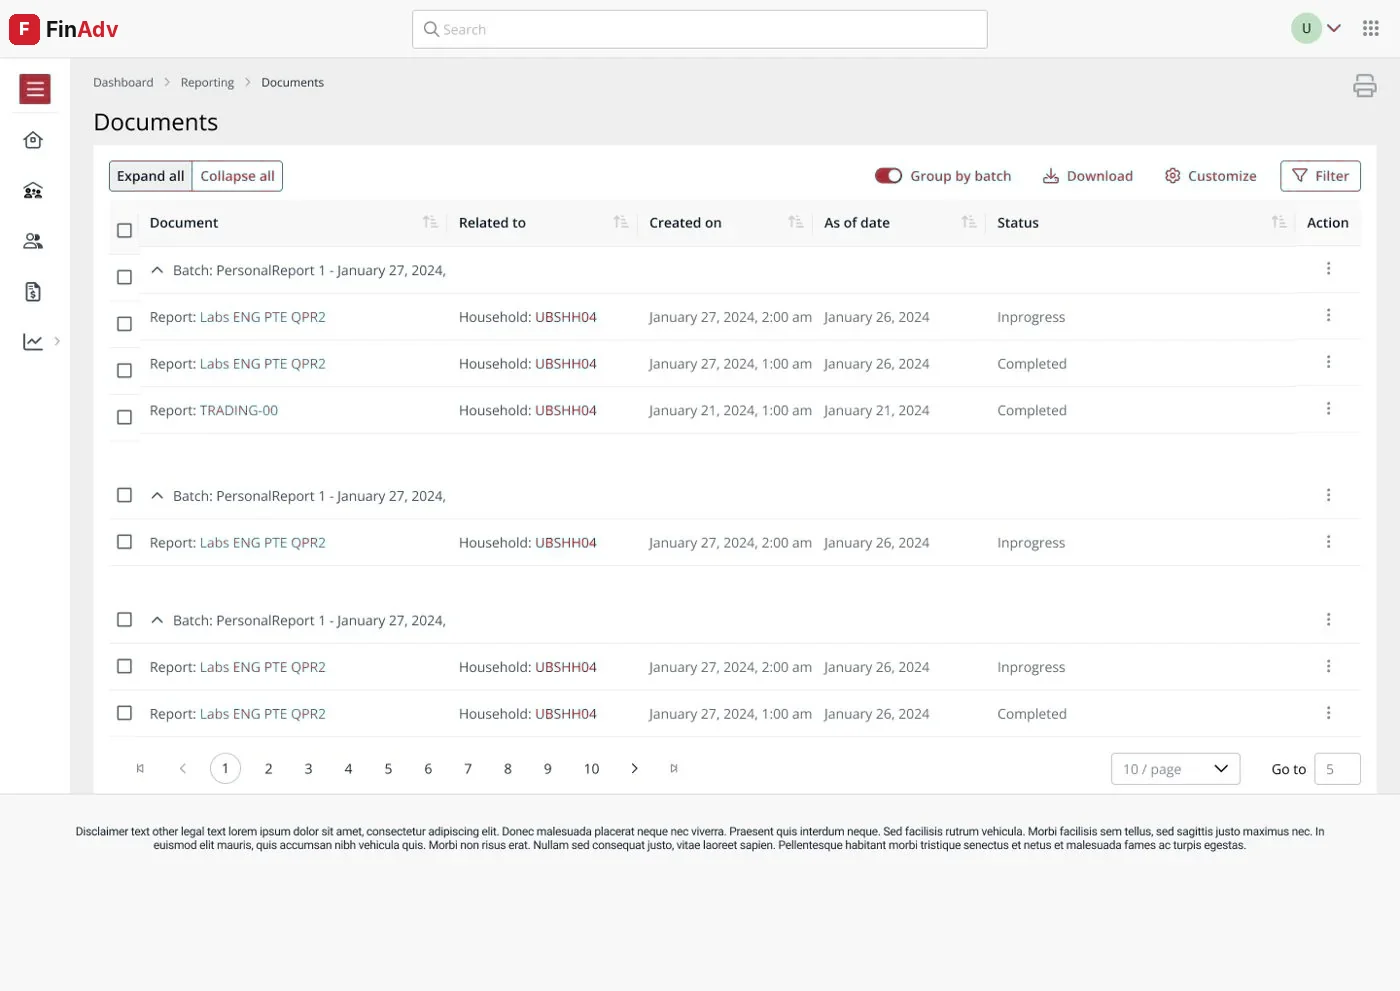 F FinAdv
Search
U
Dashboard > Reporting > Documents
Documents
Expand all Collapse all Group by batch Download Customize Filter
Document Related to Created on As of date Status Action
Batch: PersonalReport 1 - January 27, 2024,
Report: Labs ENG PTE QPR2 Household: UBSHH04 January 27, 2024, 2:00 am January 26, 2024 Inprogress
Report: Labs ENG PTE QPR2 Household: UBSHH04 January 27, 2024, 1:00 am January 26, 2024 Completed
Report: TRADING-00 Household: UBSHH04 January 21, 2024, 1:00 am January 21, 2024 Completed
Batch: PersonalReport 1 - January 27, 2024,
Report: Labs ENG PTE QPR2 Household: UBSHH04 January 27, 2024, 2:00 am January 26, 2024 Inprogress
Batch: PersonalReport 1 - January 27, 2024,
Report: Labs ENG PTE QPR2 Household: UBSHH04 January 27, 2024, 2:00 am January 26, 2024 Inprogress
Report: Labs ENG PTE QPR2 Household: UBSHH04 January 27, 2024, 1:00 am January 26, 2024 Completed
1 2 3 4 5 6 7 8 9 10 10 / page Go to 5
Disclaimer text other legal text lorem ipsum dolor sit amet, consectetur adipiscing elit. Donec malesuada placerat neque nec viverra. Praesent quis interdum neque. Sed facilisis rutrum vehicula. Morbi facilisis sem tellus, sed sagittis justo maximus nec. In
euismod elit mauris, quis accumsan nibh vehicula quis. Morbi non risus erat. Nullam sed consequat justo, vitae laoreet sapien. Pellentesque habitant morbi tristique senectus et netus et malesuada fames ac turpis egestas.